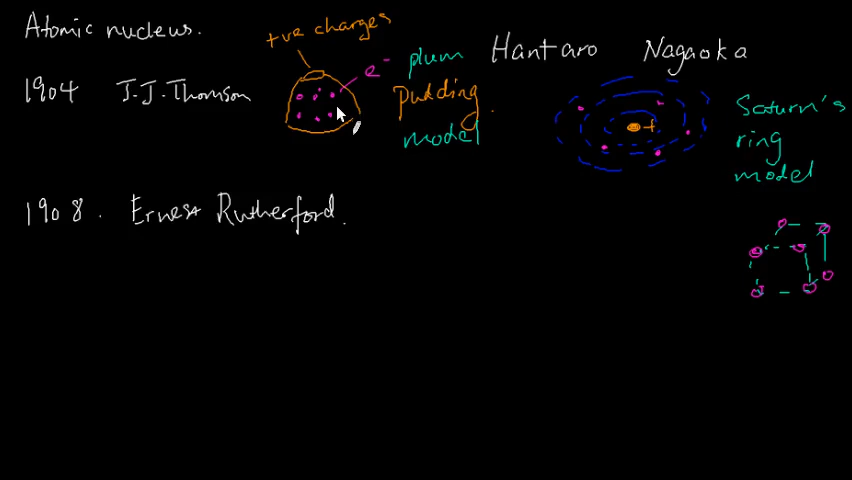 Atomic nucleus.
+ve charges
e⁻
1904 J.J. Thomson
plum
Pudding.
model
Hantaro Nagaoka
+
Saturn's
ring
model
1908. Ernest Rutherford.